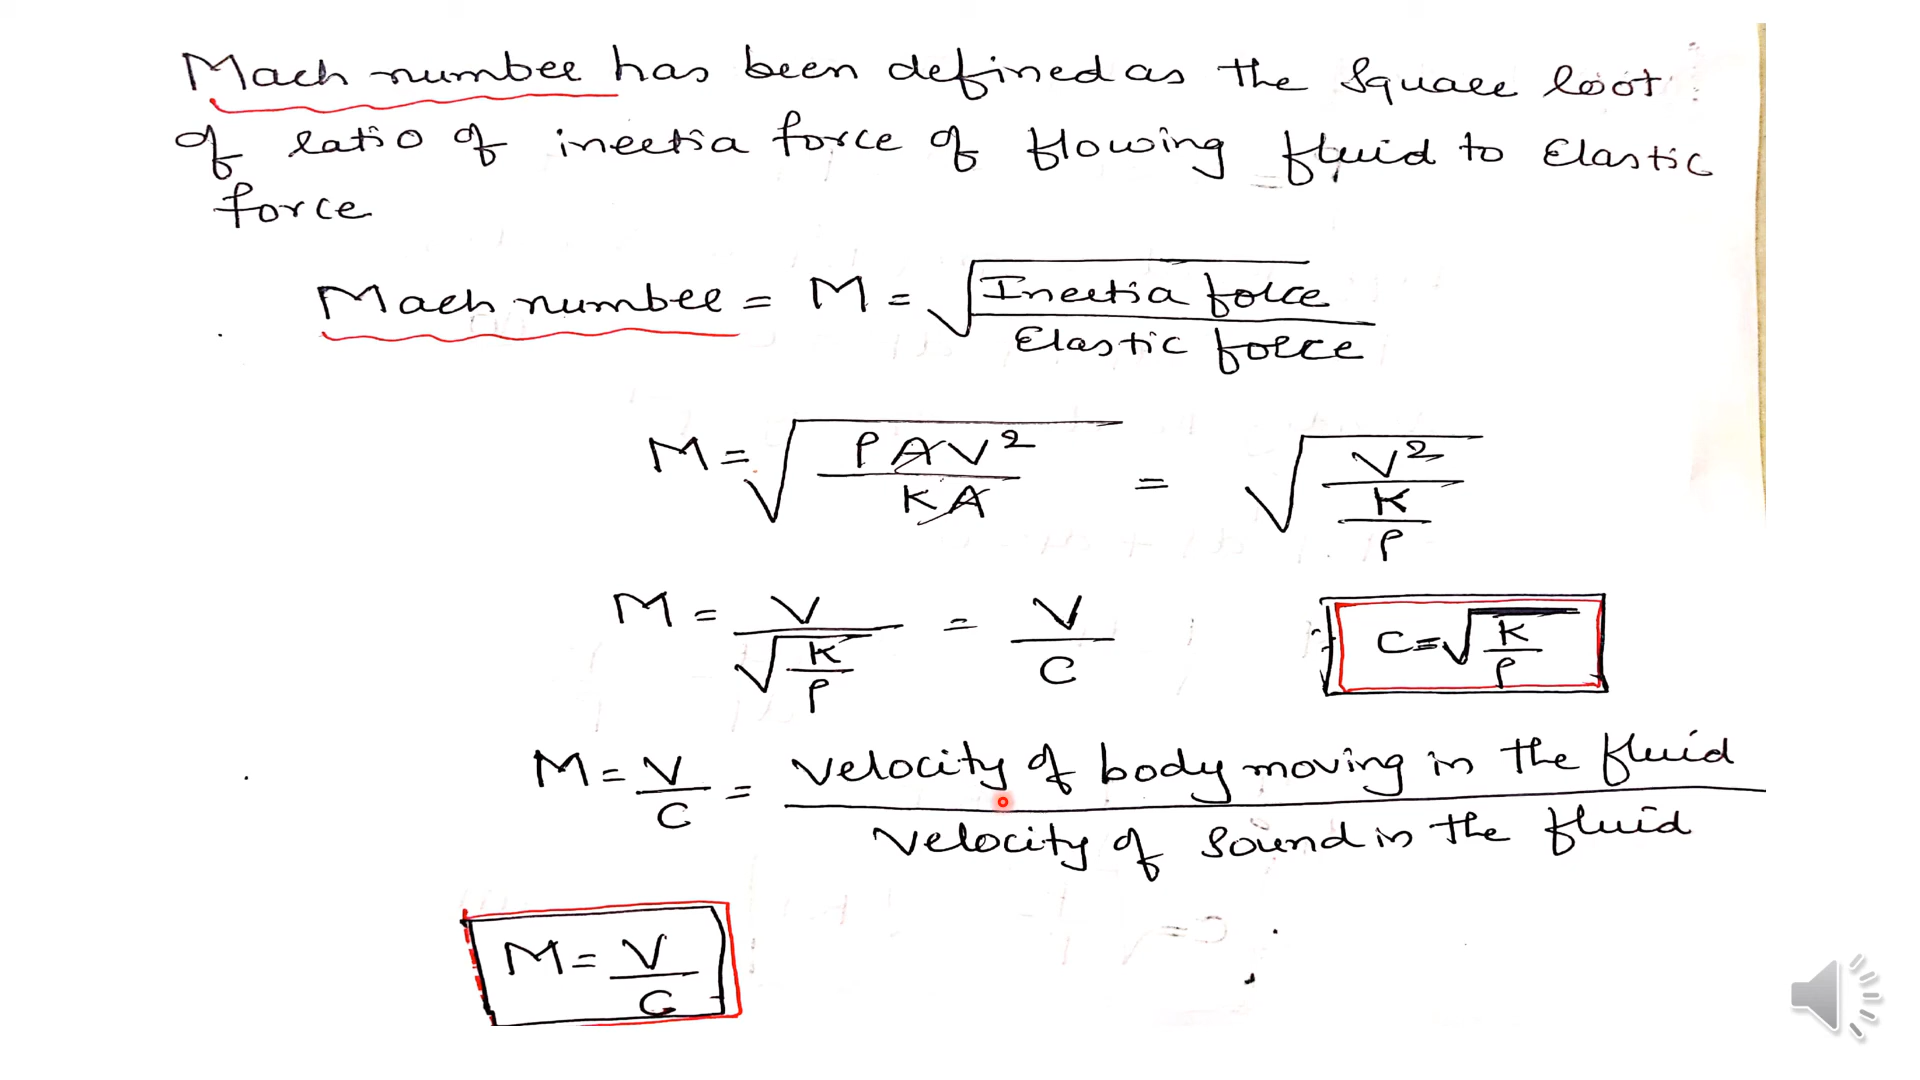 Mach number has been defined as the square root
of ratio of inertia force of flowing fluid to Elastic
force
Mach number = M = √(Inertia force / Elastic force)
M = √(ρAV² / KA) = √(V² / (K/ρ))
M = V / √(K/ρ) = V / C    C = √(K/ρ)
M = V / C = Velocity of body moving in the fluid / Velocity of sound in the fluid
M = V / C